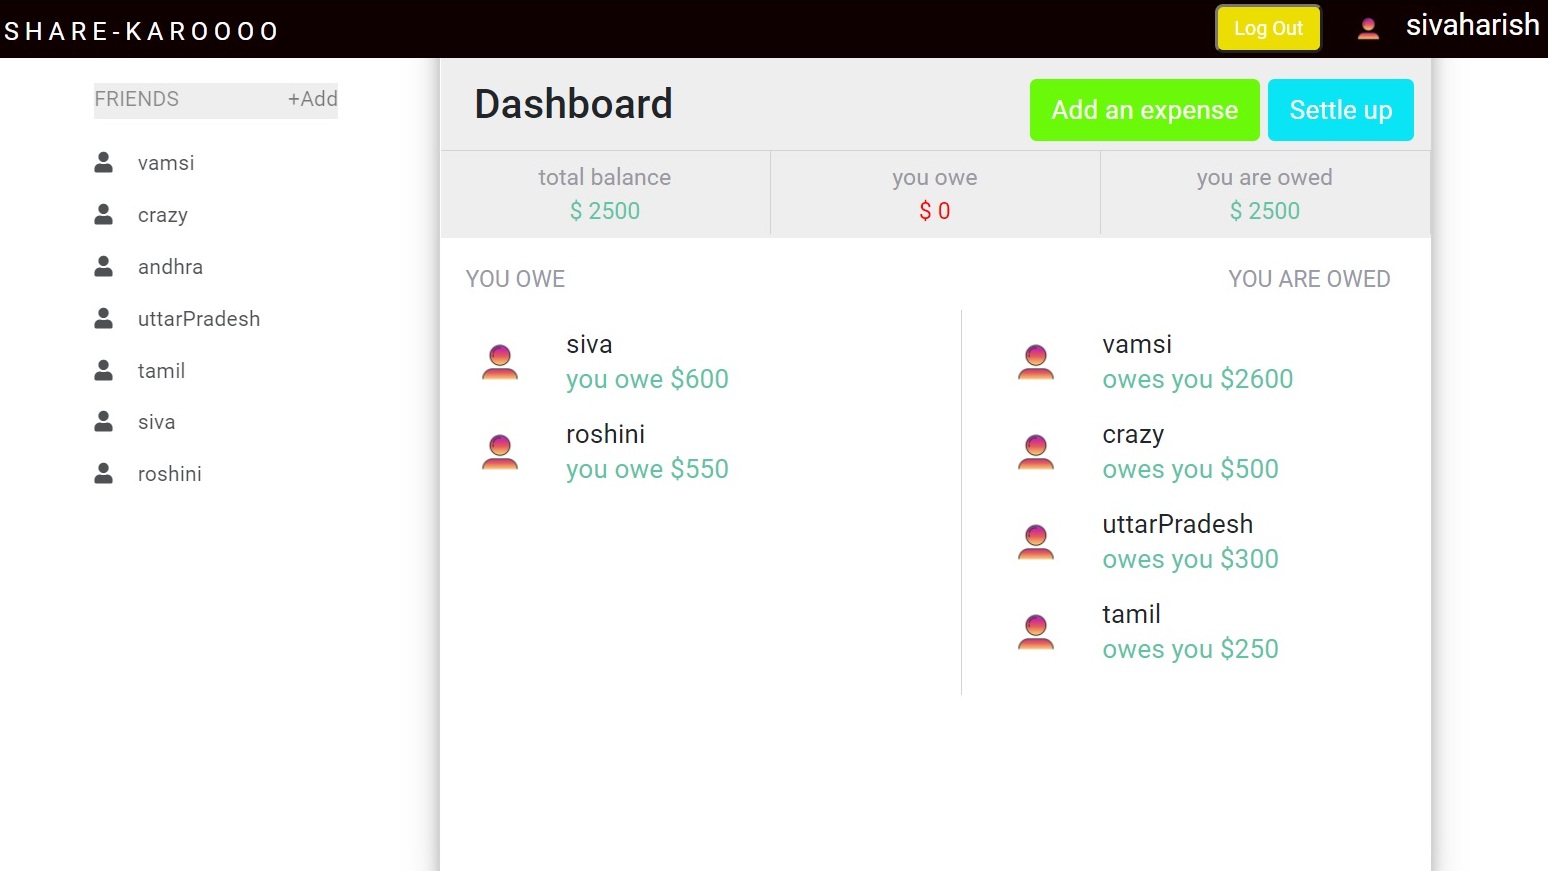 SHARE-KAROOOO
Log Out
sivaharish
FRIENDS +Add
vamsi
crazy
andhra
uttarPradesh
tamil
siva
roshini
Dashboard
Add an expense
Settle up
total balance
$ 2500
you owe
$ 0
you are owed
$ 2500
YOU OWE
siva
you owe $600
roshini
you owe $550
YOU ARE OWED
vamsi
owes you $2600
crazy
owes you $500
uttarPradesh
owes you $300
tamil
owes you $250